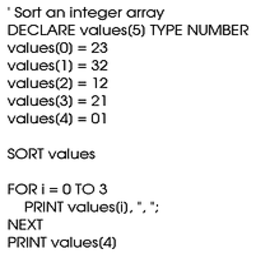 ' Sort an integer array
DECLARE values[5] TYPE NUMBER
values[0] = 23
values[1] = 32
values[2] = 12
values[3] = 21
values[4] = 01

SORT values

FOR i = 0 TO 3
    PRINT values[i], ", ";
NEXT
PRINT values[4]